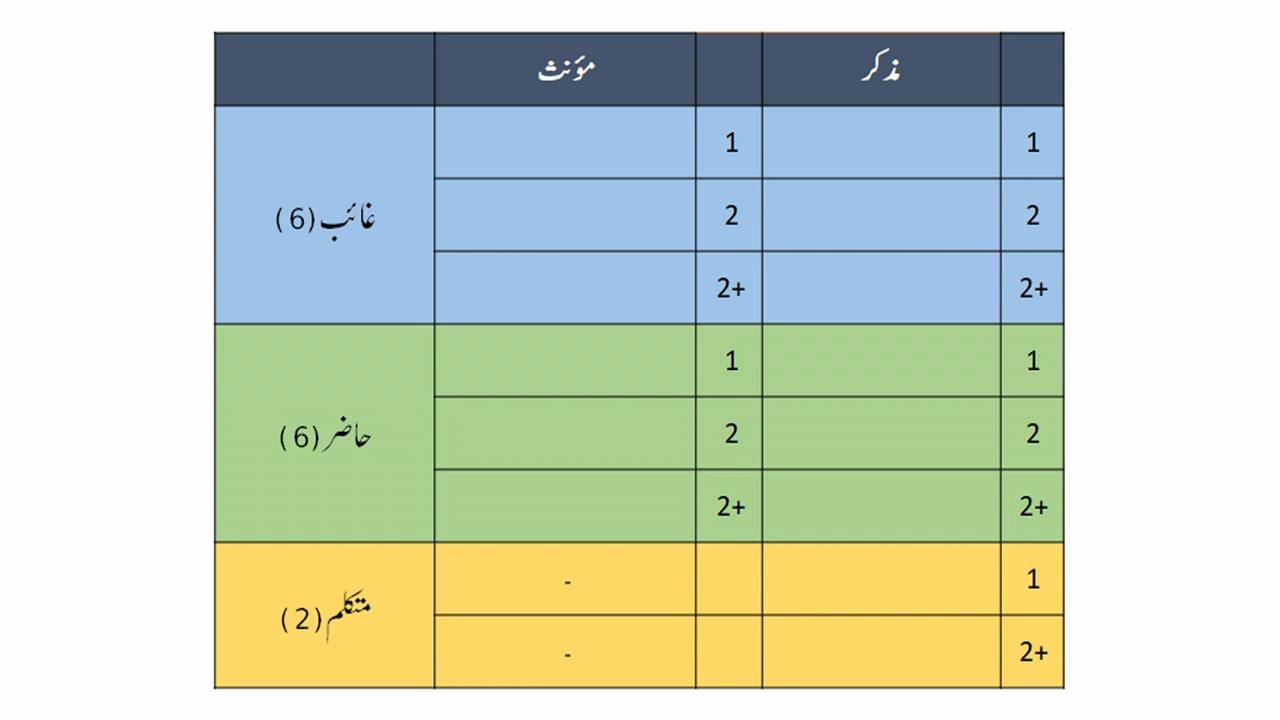 مذکر مؤنث
1 1
2 2 غائب (6)
2+ 2+
1 1
2 2 حاضر (6)
2+ 2+
1 -
متکلم (2)
2+ -